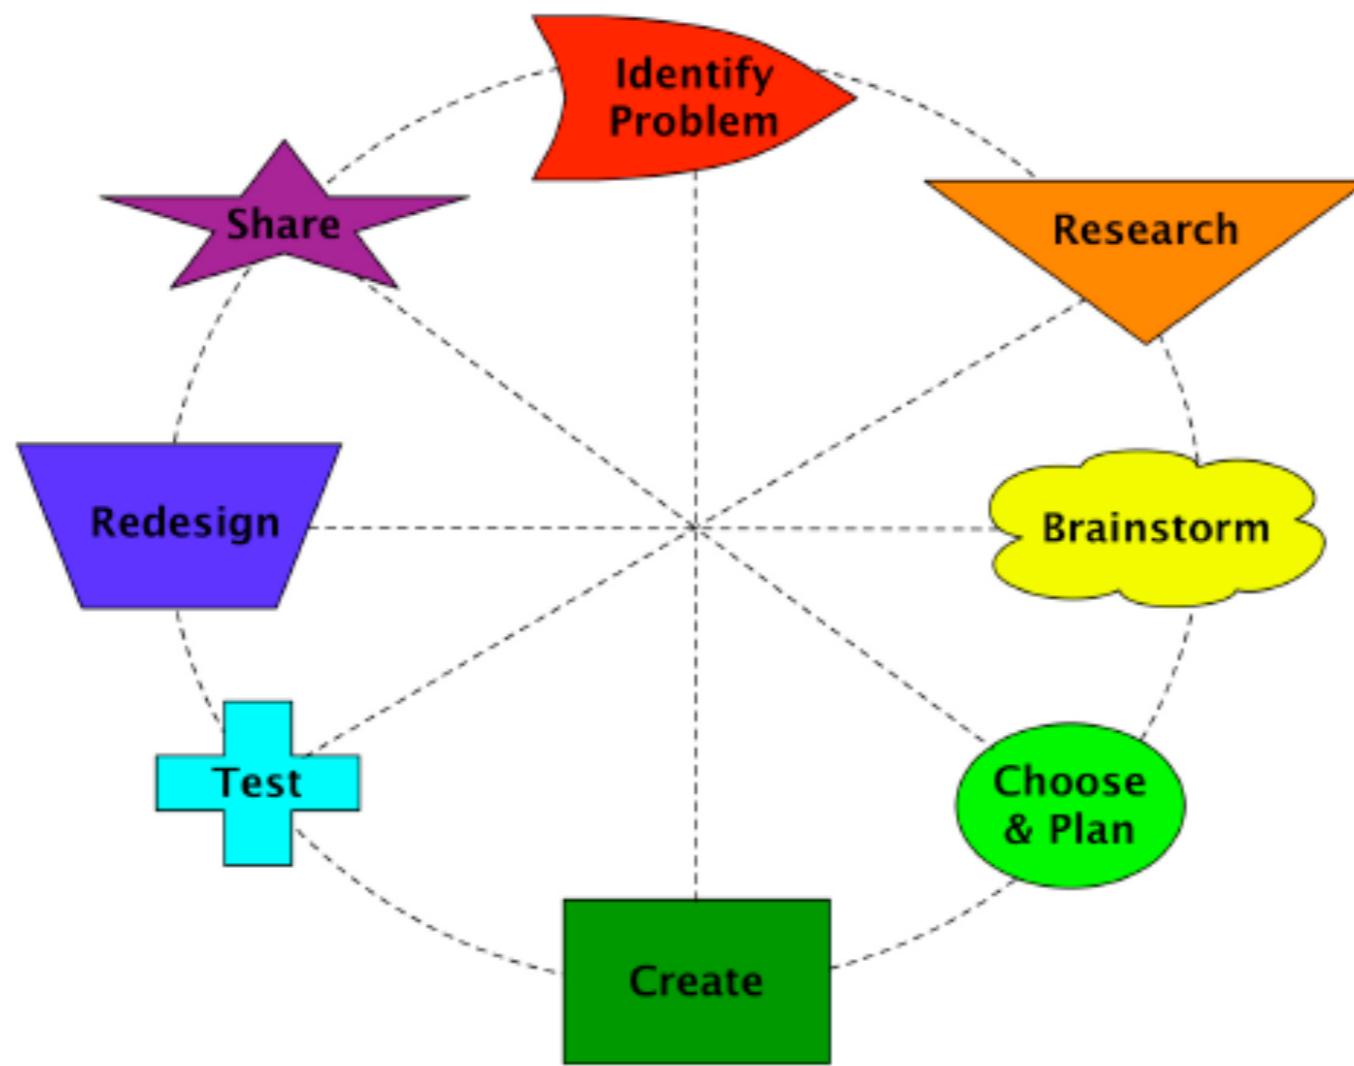 Identify
Problem
Research
Brainstorm
Choose
& Plan
Create
Test
Redesign
Share